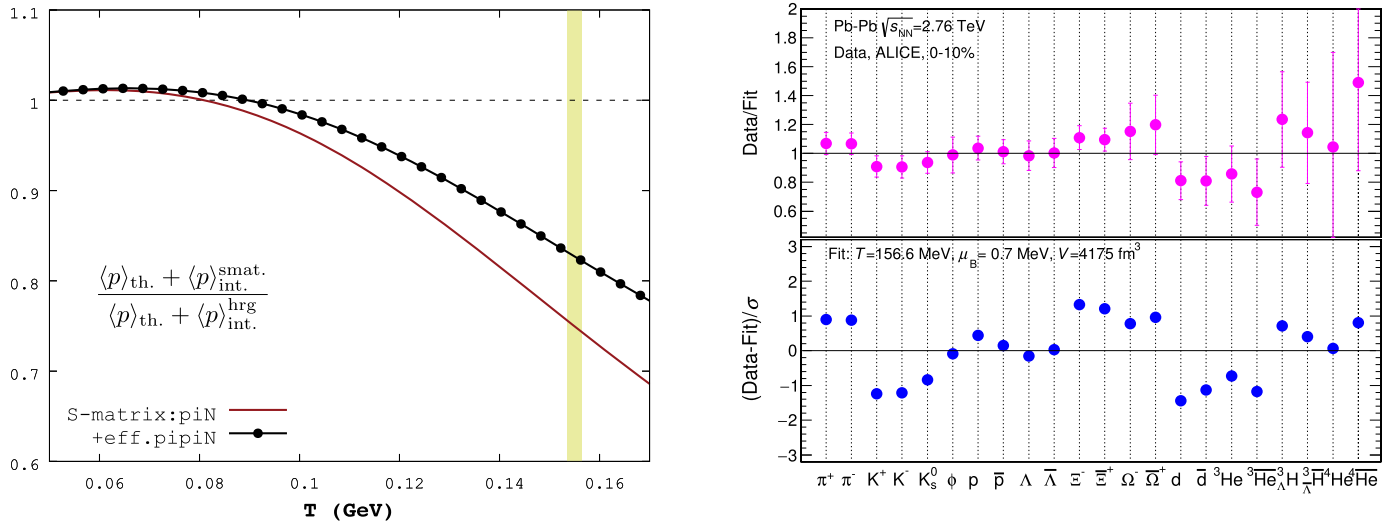 1.1
1
0.9
0.8
0.7
0.6
0.06
0.08
0.1
0.12
0.14
0.16
T (GeV)
⟨p⟩th. + ⟨p⟩int.^smat.
⟨p⟩th. + ⟨p⟩int.^hrg
S-matrix:piN
+eff.pipiN
2
1.8
1.6
1.4
1.2
1
0.8
0.6
Data/Fit
Pb-Pb √sNN=2.76 TeV
Data, ALICE, 0-10%
3
2
1
0
−1
−2
−3
(Data-Fit)/σ
Fit: T=156.6 MeV, μB= 0.7 MeV, V=4175 fm³
π⁺ π⁻ K⁺ K⁻ K⁰s ϕ p p̅ Λ Λ̅ Ξ⁻ Ξ̅⁺ Ω⁻ Ω̅⁺ d d̅ ³He ³H̅e̅ ³ΛH ³Λ̅H̅ ⁴He ⁴H̅e̅